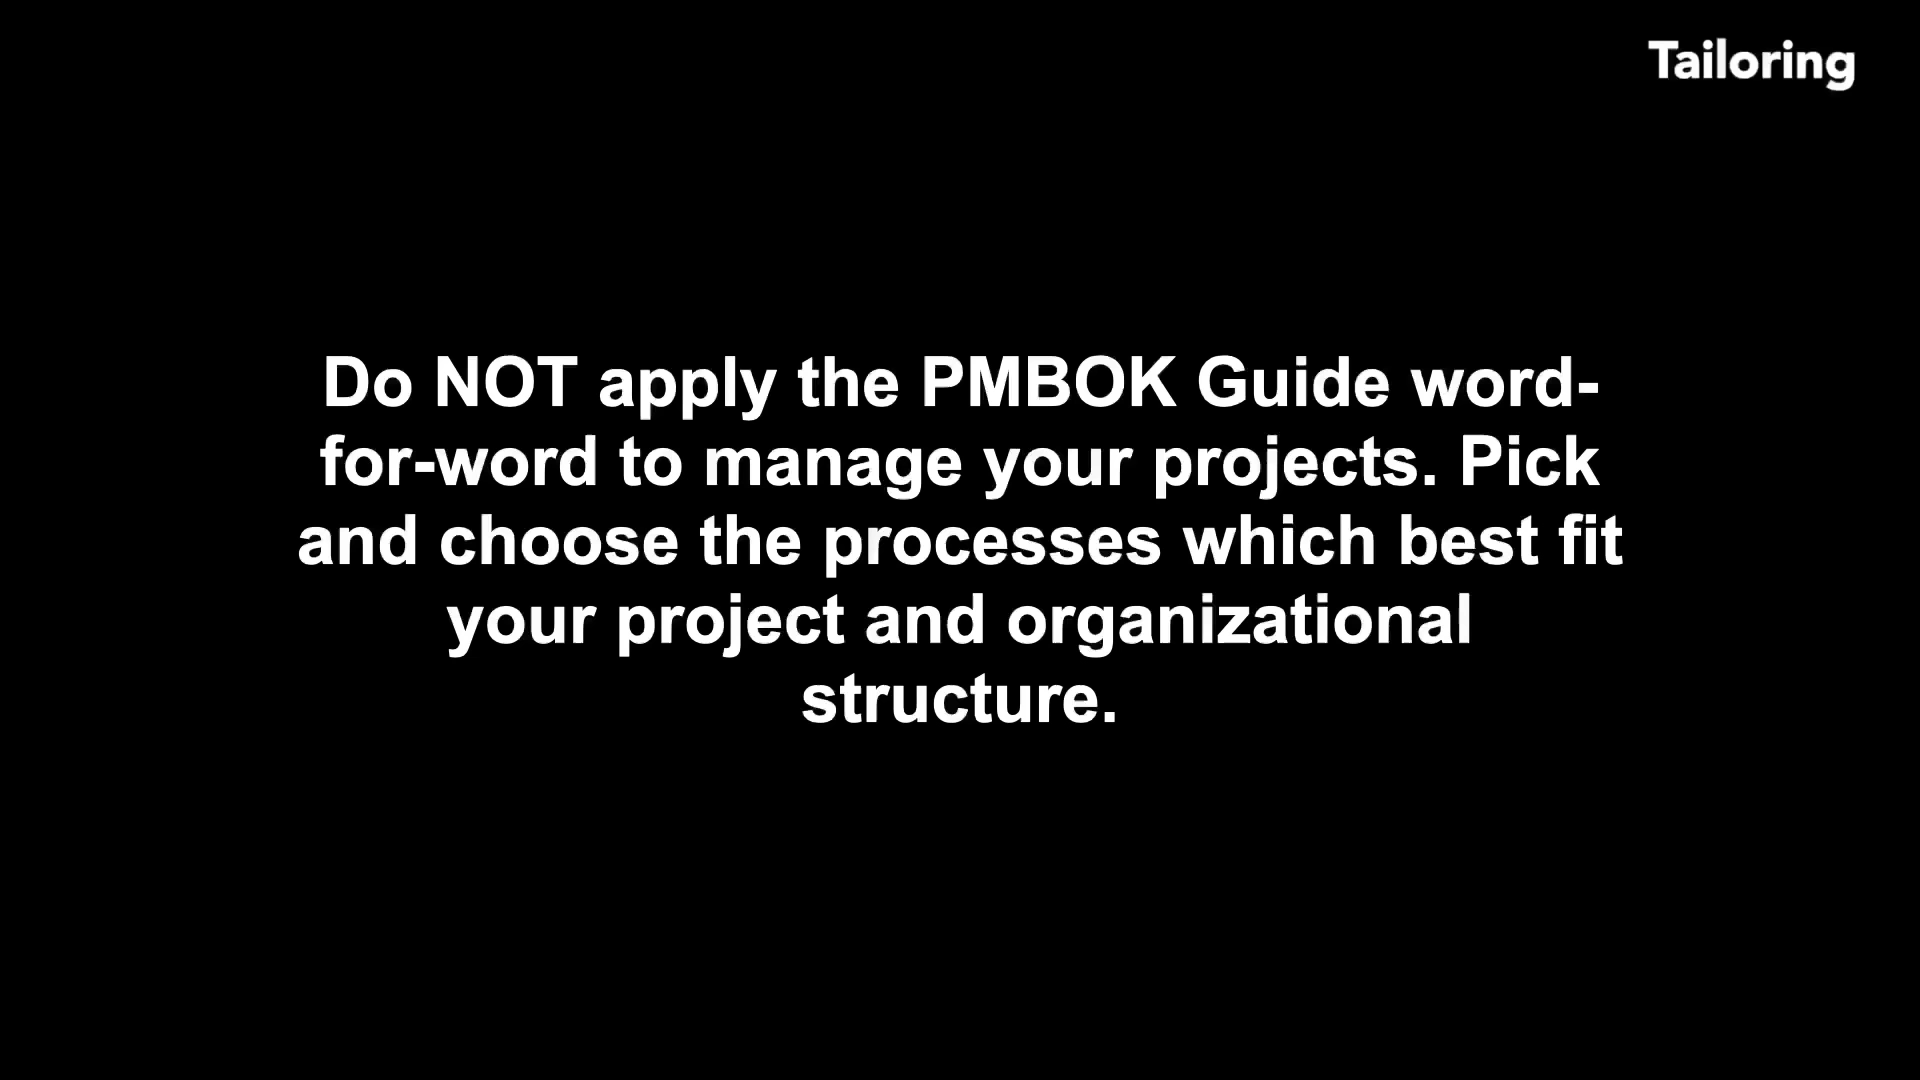 Tailoring
Do NOT apply the PMBOK Guide word-
for-word to manage your projects. Pick
and choose the processes which best fit
your project and organizational
structure.